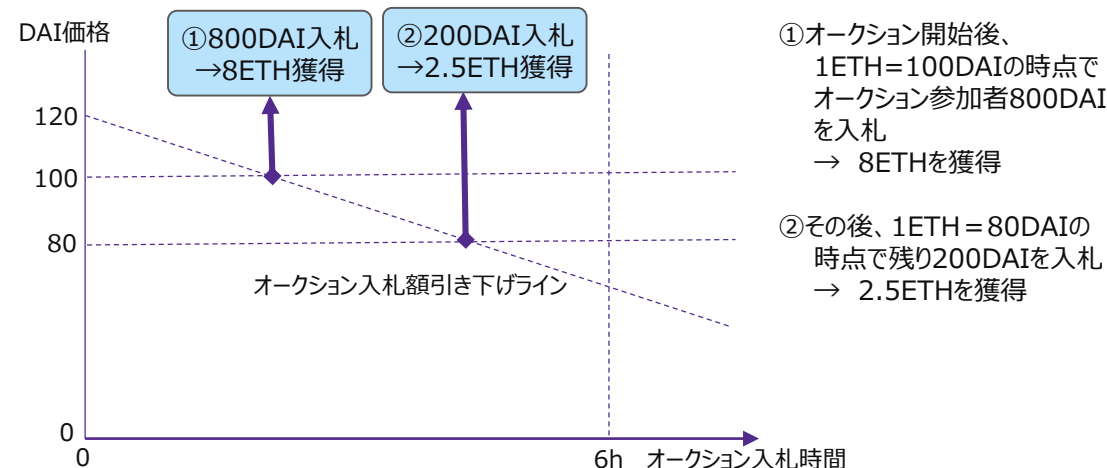 DAI価格
①800DAI入札
→8ETH獲得
②200DAI入札
→2.5ETH獲得
①オークション開始後、
1ETH=100DAIの時点で
オークション参加者800DAI
を入札
→ 8ETHを獲得
②その後、1ETH=80DAIの
時点で残り200DAIを入札
→ 2.5ETHを獲得
120
100
80
オークション入札額引き下げライン
0
0
6h
オークション入札時間